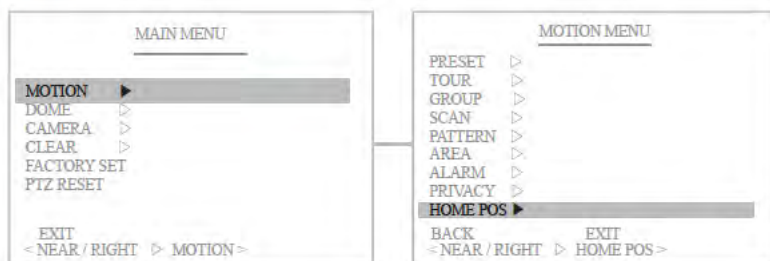 MAIN MENU
MOTION ▶
DOME ▷
CAMERA ▷
CLEAR ▷
FACTORY SET
PTZ RESET
EXIT
< NEAR / RIGHT ▷ MOTION >
MOTION MENU
PRESET ▷
TOUR ▷
GROUP ▷
SCAN ▷
PATTERN ▷
AREA ▷
ALARM ▷
PRIVACY ▷
HOME POS ▶
BACK EXIT
< NEAR / RIGHT ▷ HOME POS >